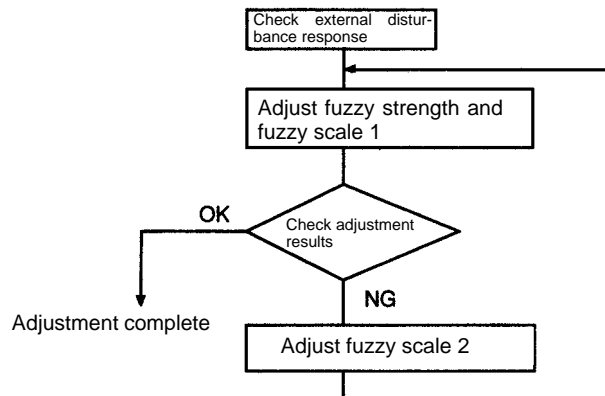 Check external distur-
bance response
Adjust fuzzy strength and
fuzzy scale 1
OK
Check adjustment
results
NG
Adjustment complete
Adjust fuzzy scale 2